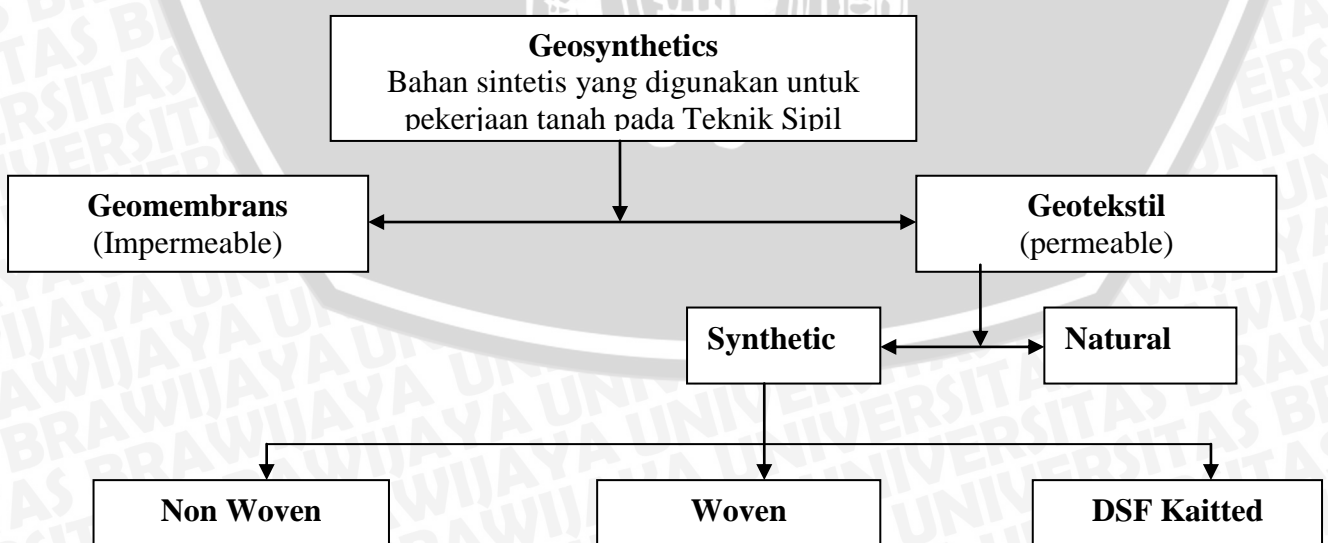 Geosynthetics
Bahan sintetis yang digunakan untuk
pekerjaan tanah pada Teknik Sipil
Geomembrans
(Impermeable)
Geotekstil
(permeable)
Synthetic
Natural
Non Woven
Woven
DSF Kaitted